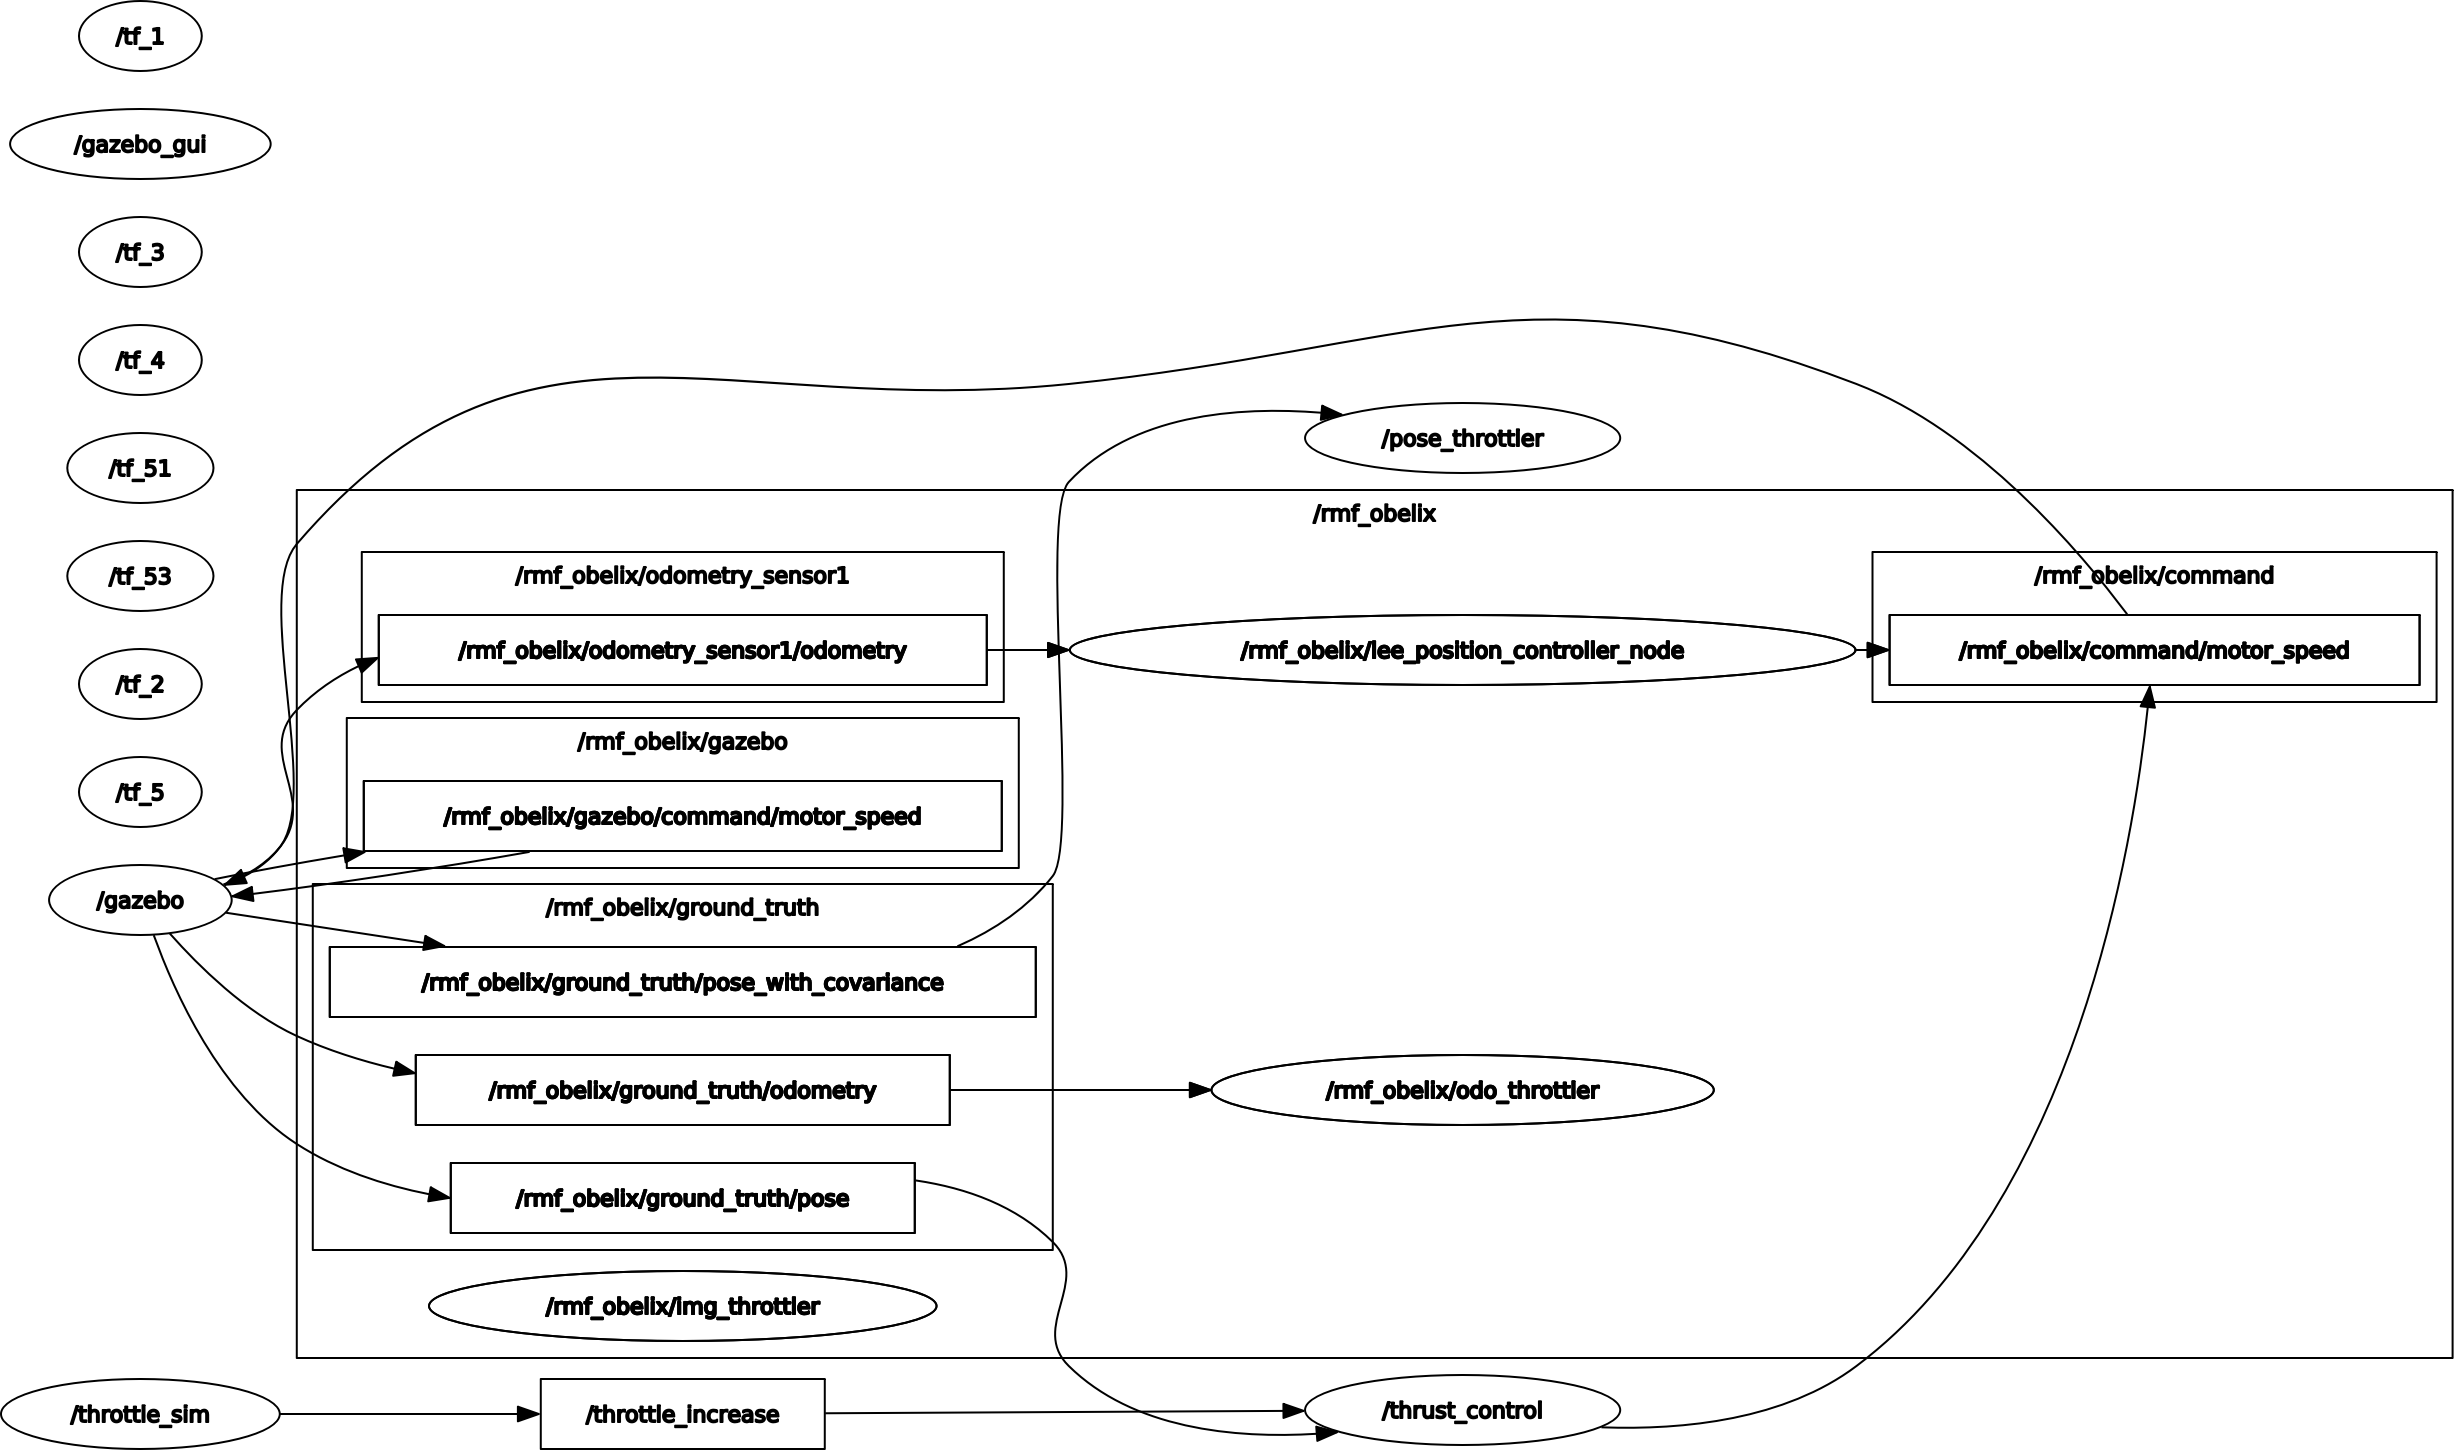 /tf_1
/gazebo_gui
/tf_3
/tf_4
/pose_throttler
/tf_51
/rmf_obelix
/tf_53
/rmf_obelix/odometry_sensor1
/rmf_obelix/command
/rmf_obelix/odometry_sensor1/odometry
/rmf_obelix/lee_position_controller_node
/rmf_obelix/command/motor_speed
/tf_2
/rmf_obelix/gazebo
/tf_5
/rmf_obelix/gazebo/command/motor_speed
/gazebo
/rmf_obelix/ground_truth
/rmf_obelix/ground_truth/pose_with_covariance
/rmf_obelix/ground_truth/odometry
/rmf_obelix/odo_throttler
/rmf_obelix/ground_truth/pose
/rmf_obelix/img_throttler
/throttle_sim
/throttle_increase
/thrust_control